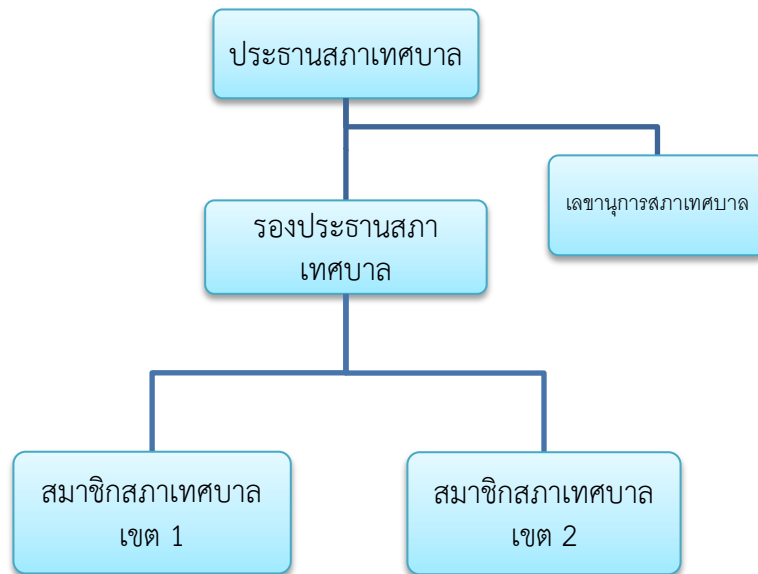 ประธานสภาเทศบาล
เลขานุการสภาเทศบาล
รองประธานสภา
เทศบาล
สมาชิกสภาเทศบาล
เขต 1
สมาชิกสภาเทศบาล
เขต 2